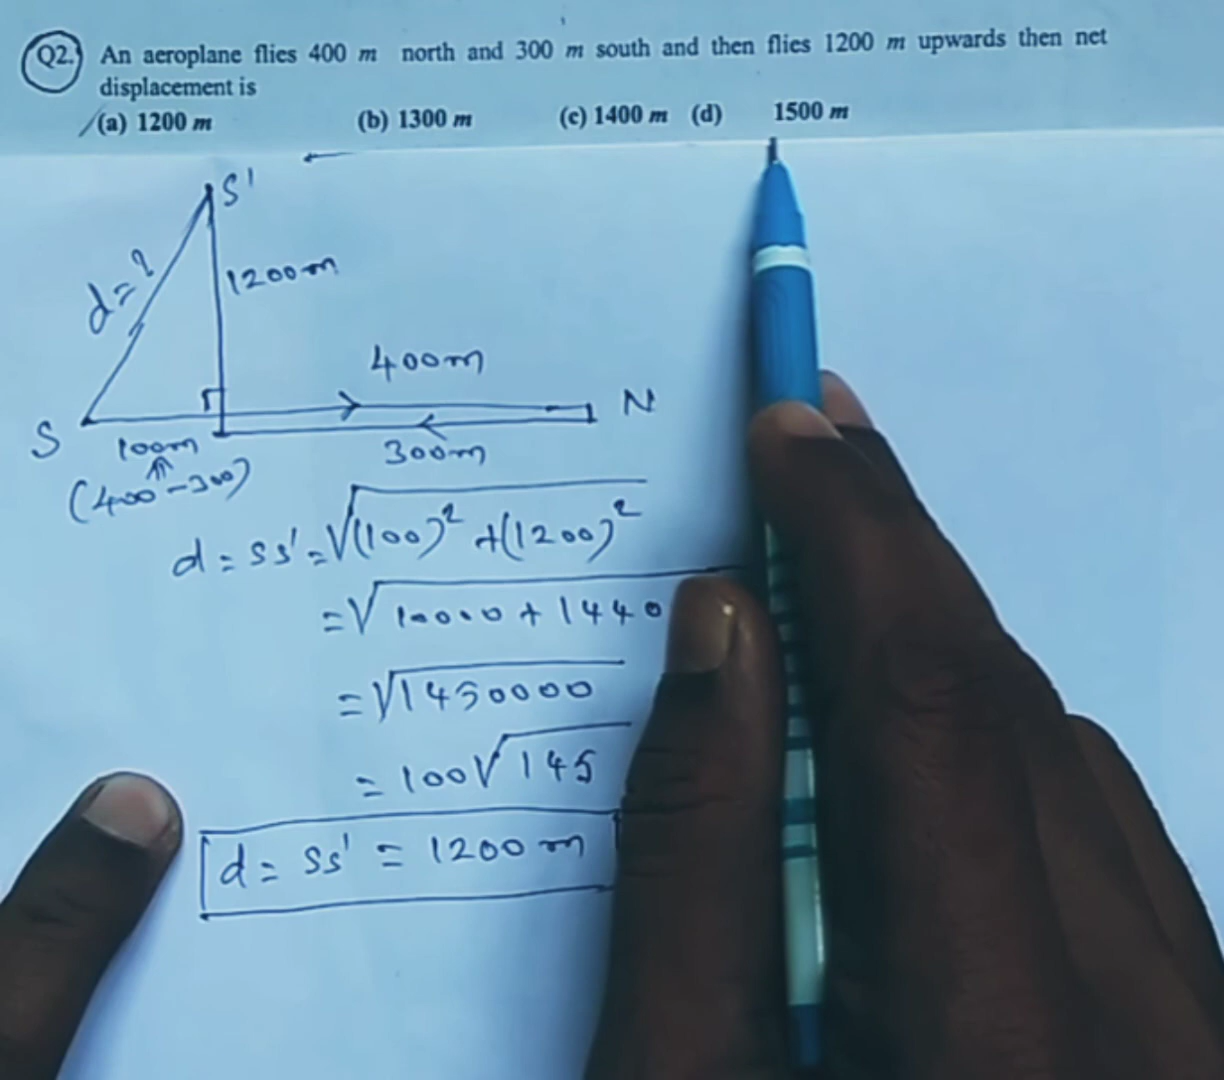 Q2. An aeroplane flies 400 m north and 300 m south and then flies 1200 m upwards then net
displacement is
(a) 1200 m (b) 1300 m (c) 1400 m (d) 1500 m
S'
d=?
1200m
400m
N
S
100m
300m
(400-300)
d = SS' = √(100)² + (1200)²
= √10000 + 1440
= √1450000
= 100√145
d = SS' = 1200 m